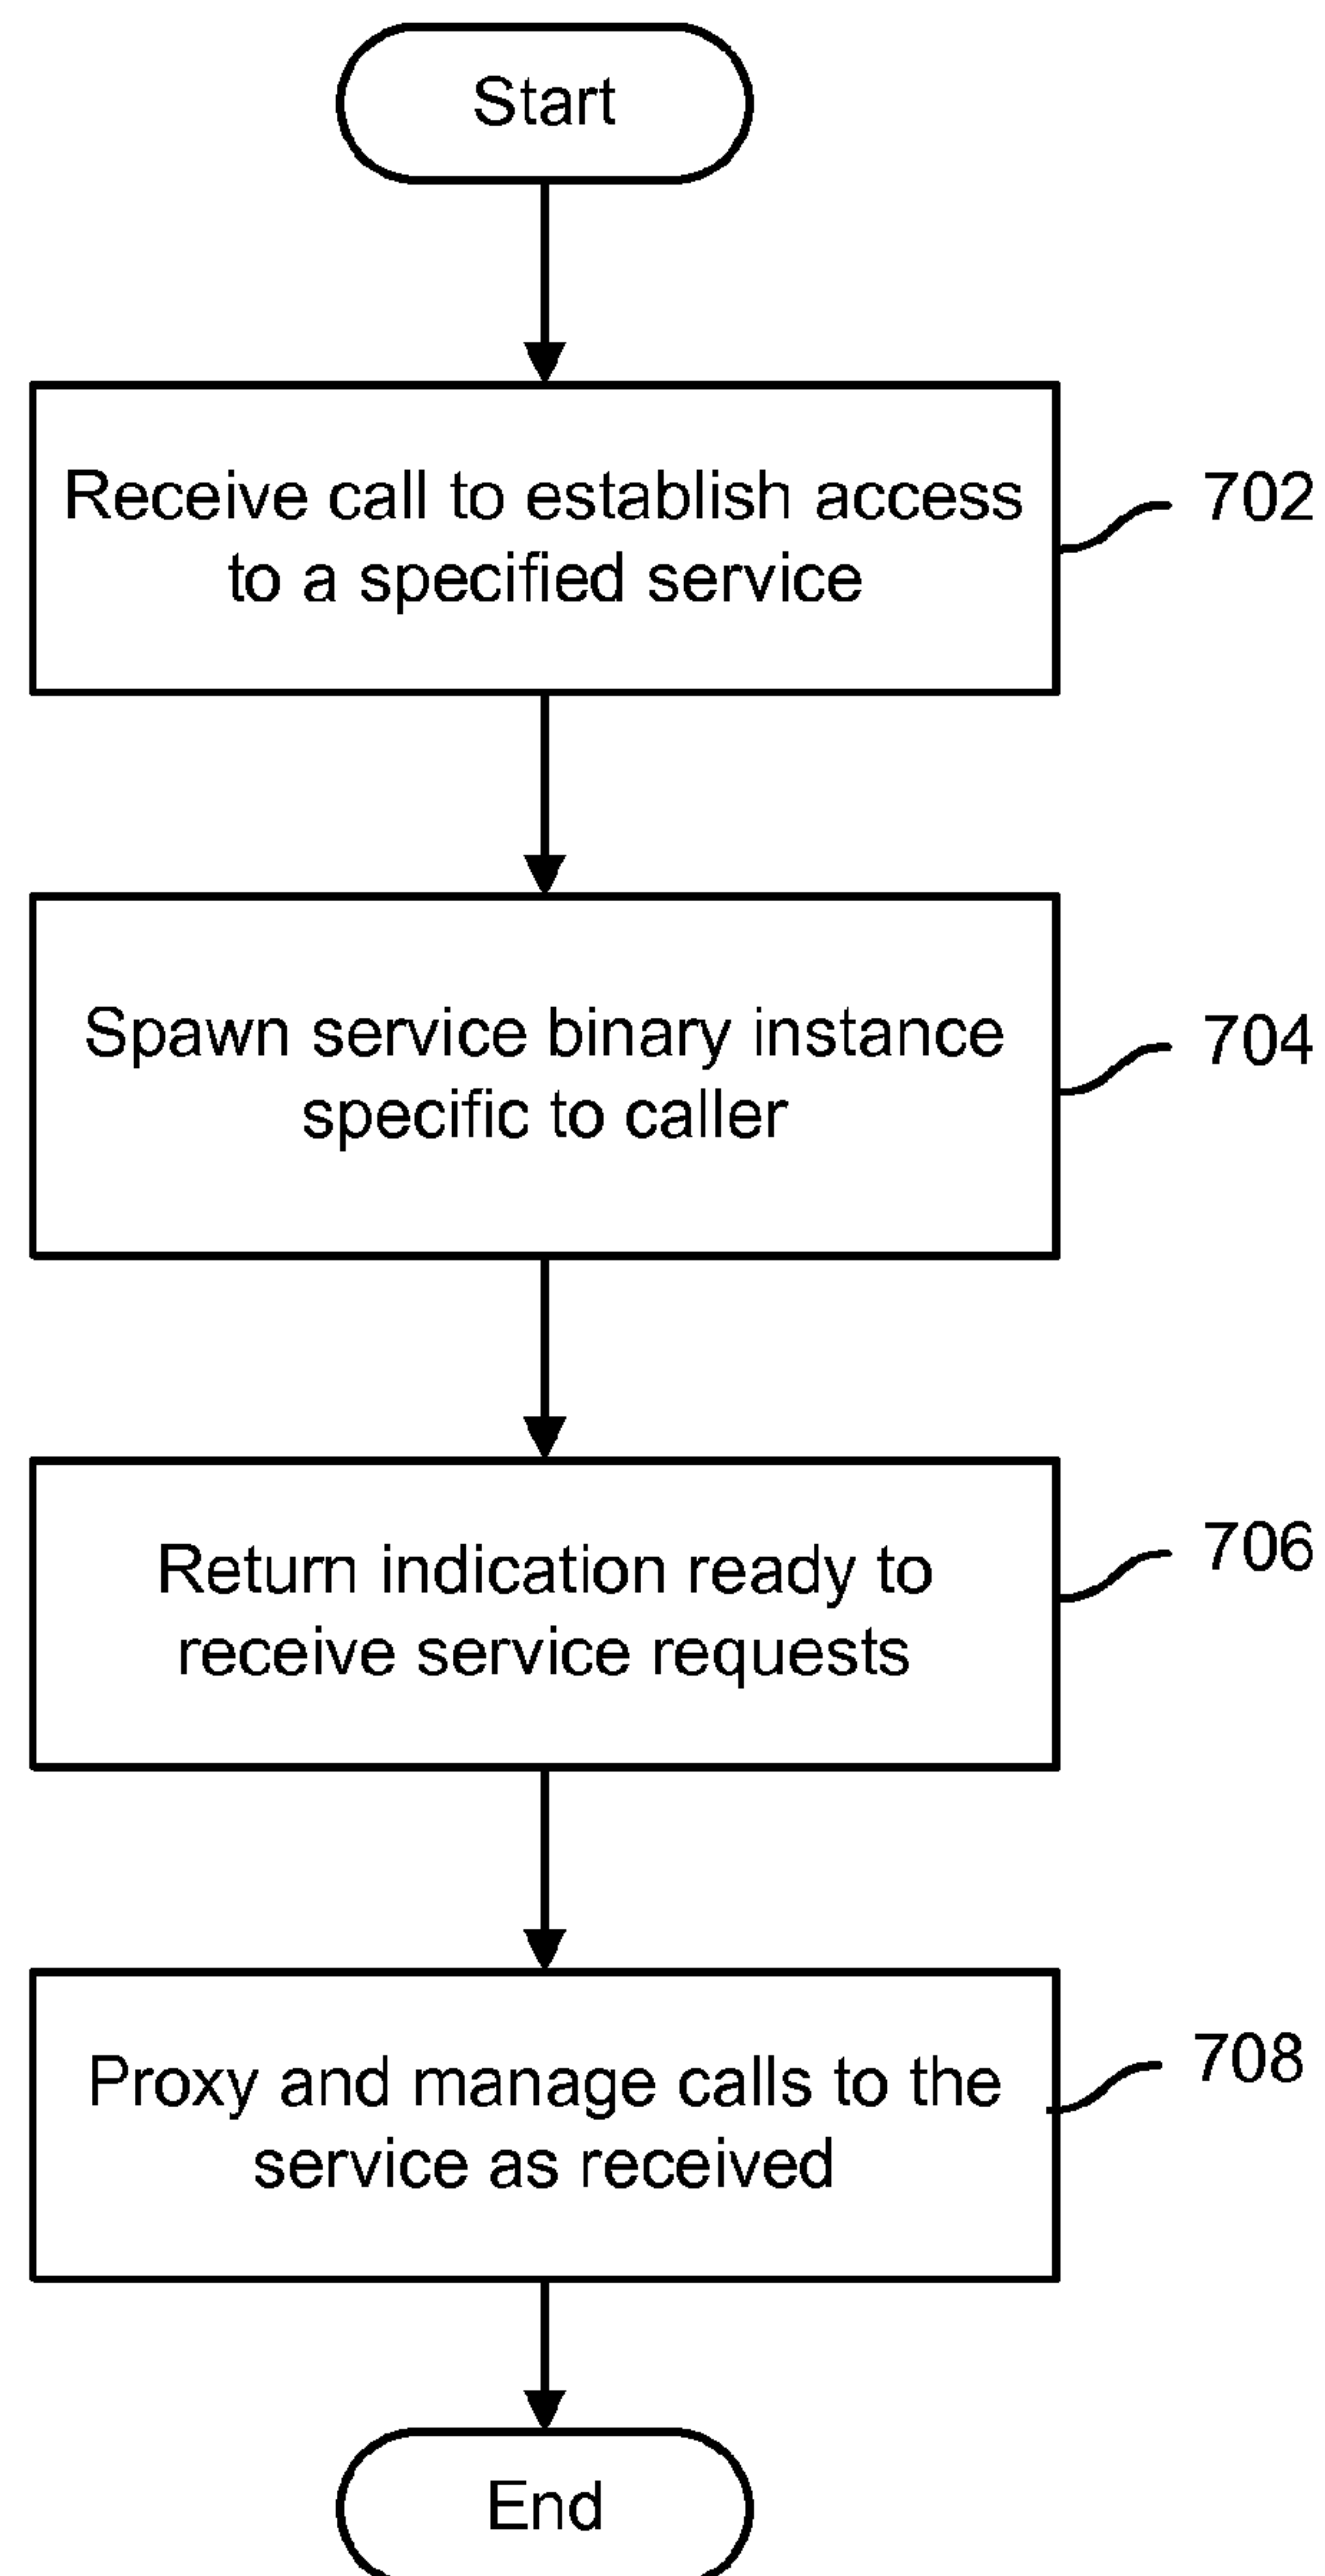 Start
Receive call to establish access
to a specified service
702
Spawn service binary instance
specific to caller
704
Return indication ready to
receive service requests
706
Proxy and manage calls to the
service as received
708
End